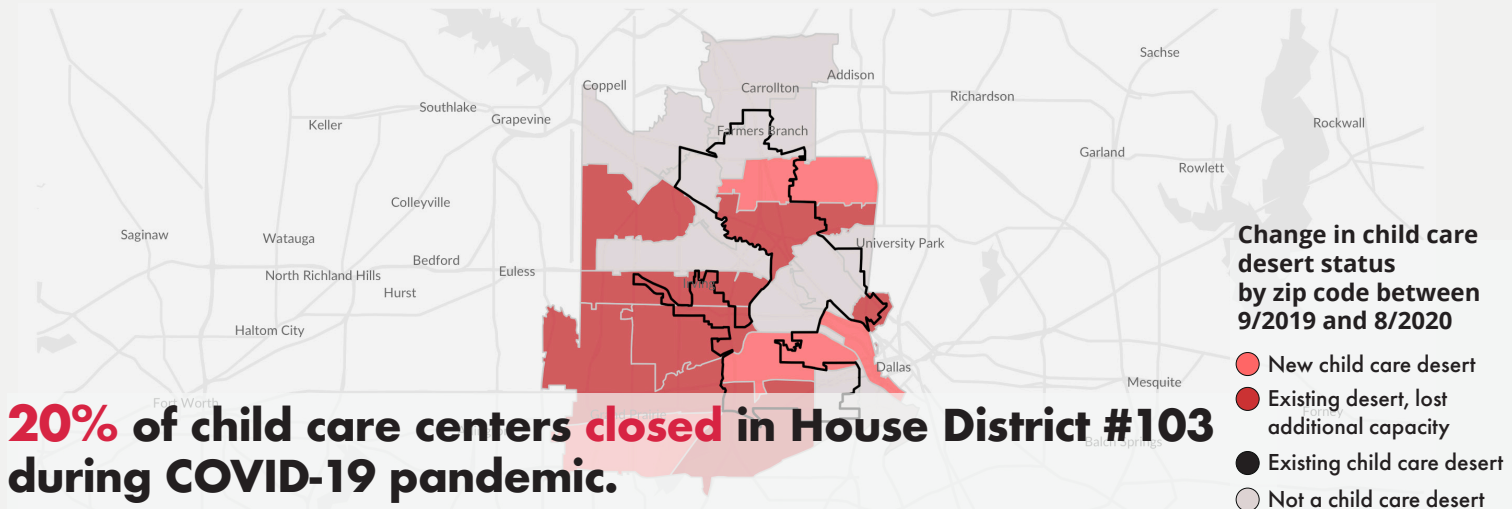 Sachse
Addison
Coppell
Carrollton
Richardson
Southlake
Grapevine
Keller
Rockwall
Farmers Branch
Garland
Rowlett
Colleyville
Saginaw
Watauga
University Park
Bedford
North Richland Hills
Euless
Irving
Hurst
Haltom City
Dallas
Mesquite
Fort Worth
Forney
Balch Springs
Change in child care
desert status
by zip code between
9/2019 and 8/2020
New child care desert
Existing desert, lost
additional capacity
Existing child care desert
Not a child care desert
20% of child care centers closed in House District #103
during COVID-19 pandemic.